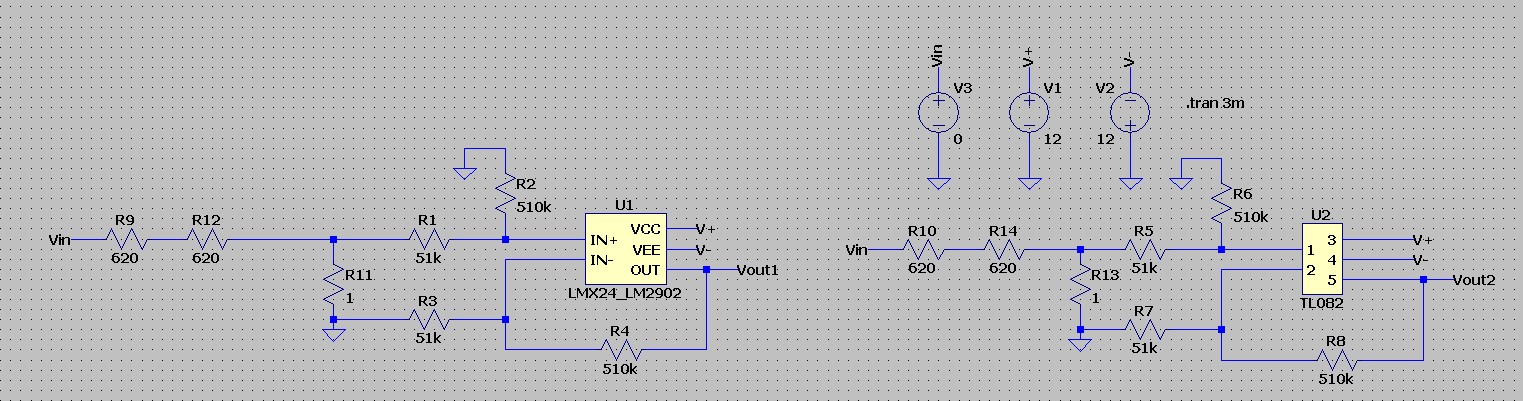 Vin
V+
V-
V3
0
V1
12
V2
12
.tran 3m
R2
510k
R6
510k
Vin
R9
620
R12
620
R1
51k
R11
1
R3
51k
U1
VCC
VEE
OUT
IN+
IN-
V+
V-
Vout1
LMX24_LM2902
R4
510k
Vin
R10
620
R14
620
R5
51k
R13
1
R7
51k
U2
1
2
3
4
5
V+
V-
Vout2
TL082
R8
510k